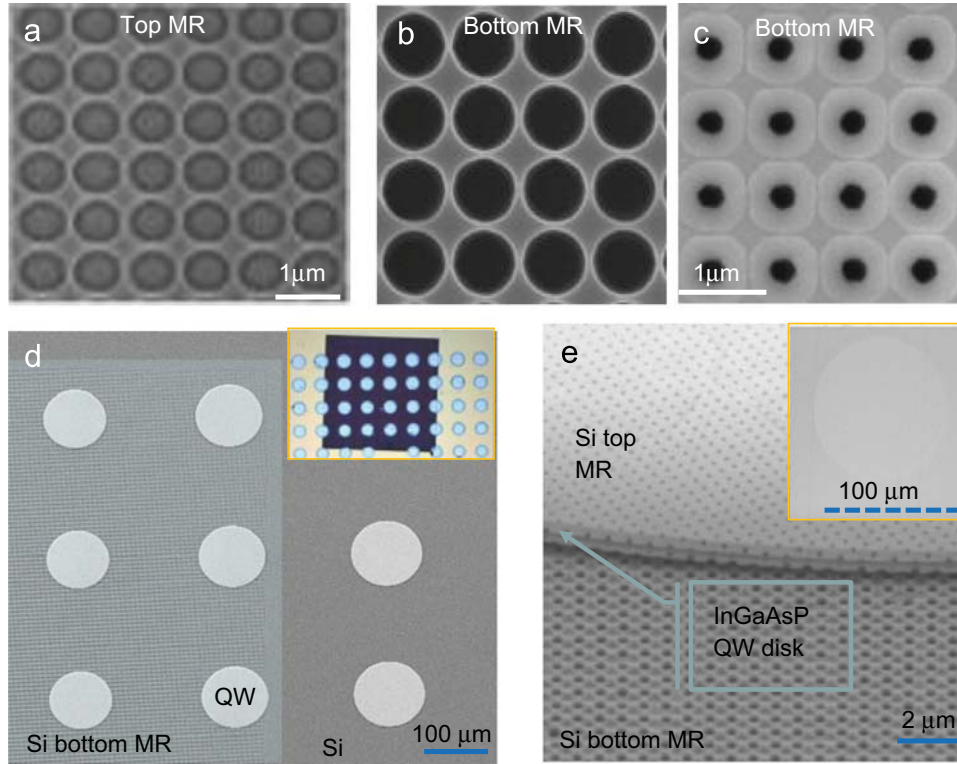 a
Top MR
1μm
b
Bottom MR
c
Bottom MR
1μm
d
QW
Si bottom MR
Si
100 μm
e
Si top
MR
100 μm
InGaAsP
QW disk
Si bottom MR
2 μm